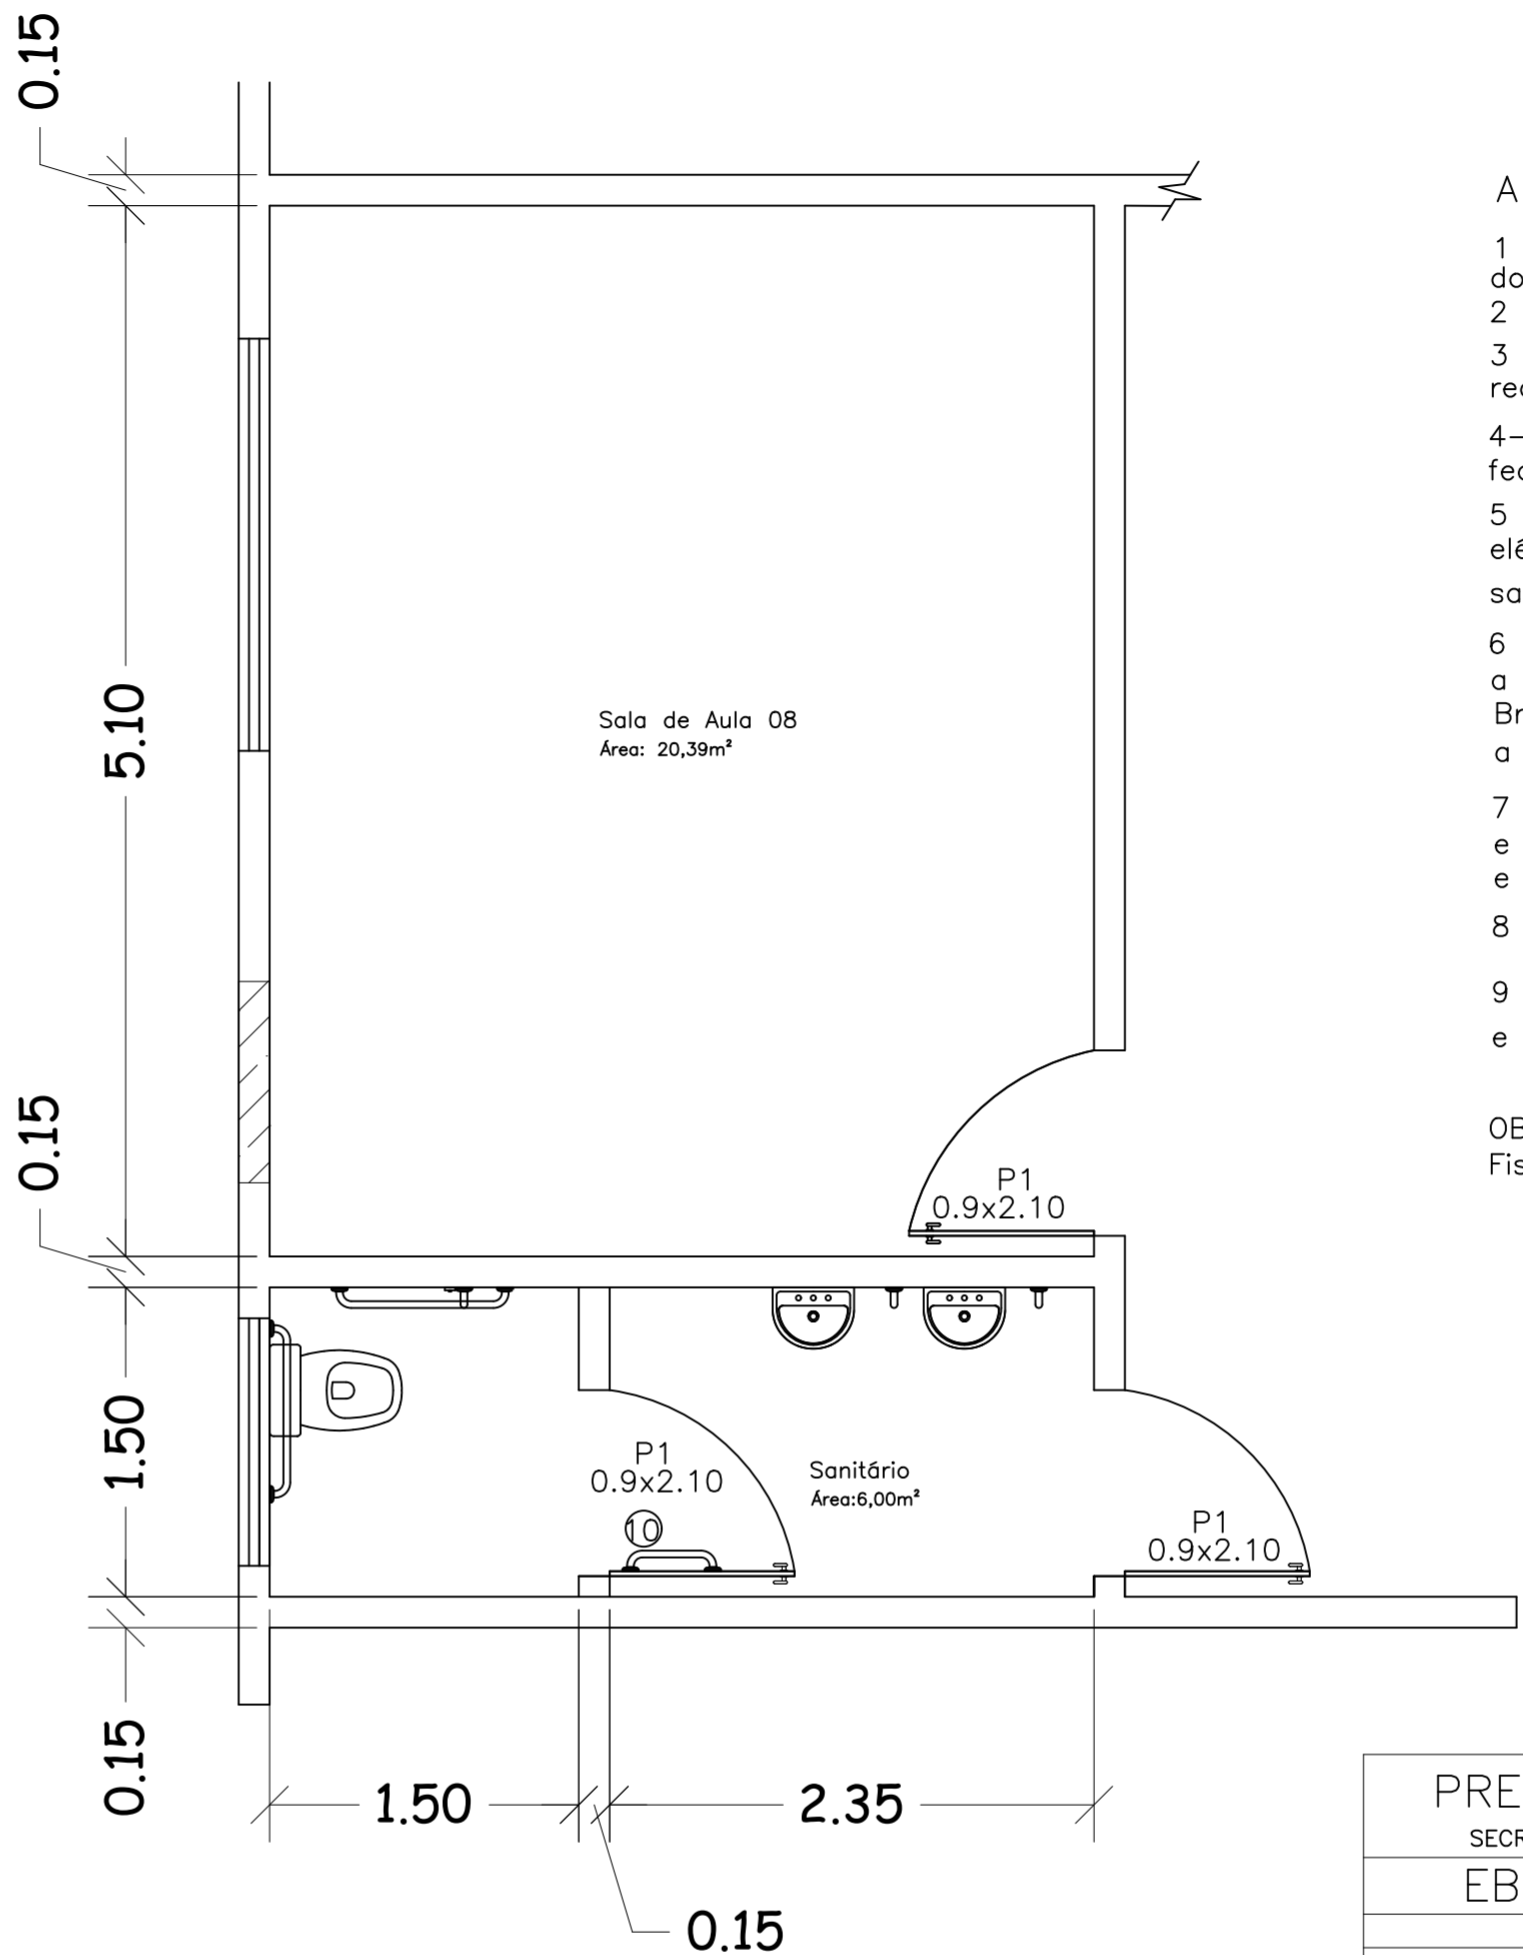 0.15
5.10
0.15
1.50
0.15
Sala de Aula 08
Área: 20,39m²
P1
0.9x2.10
P1
0.9x2.10
10
Sanitário
Área:6,00m²
P1
0.9x2.10
1.50
2.35
0.15
A
1
do
2
3
4-
5
sa
6
a
Br
a
7
e
e
8
9
e
OB
Fis
PRE
SECR
EB